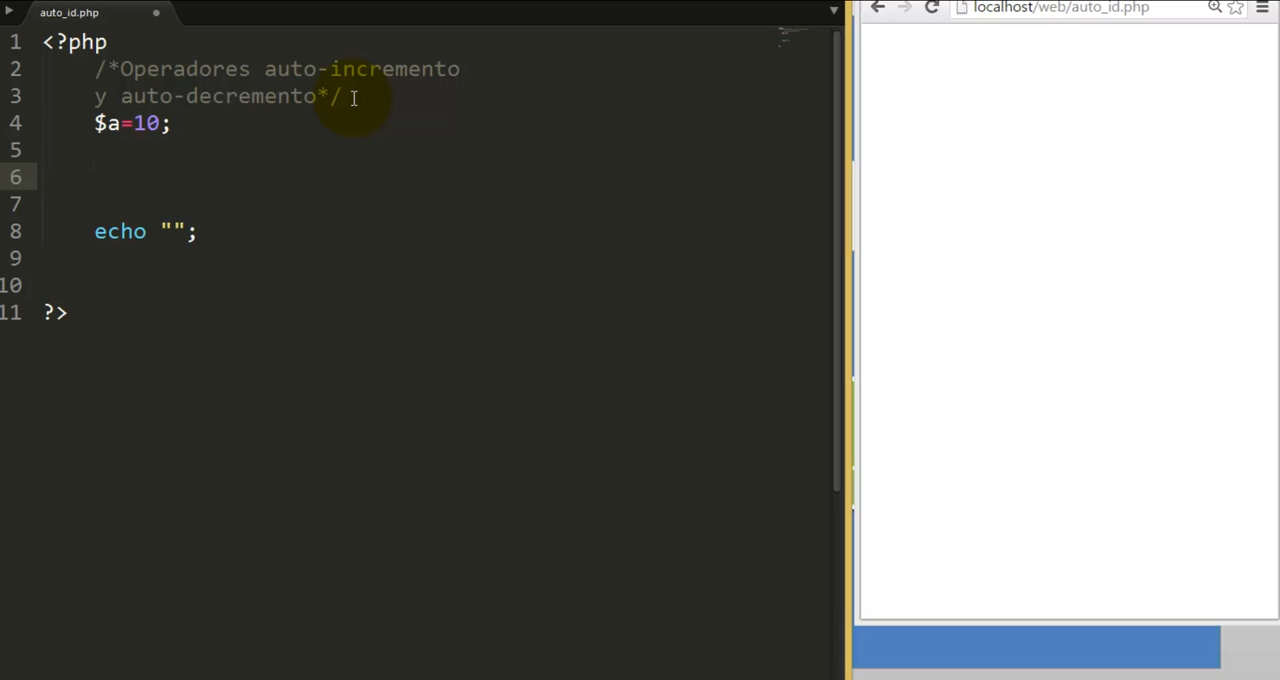 auto_id.php
localhost/web/auto_id.php
1 <?php
2 /*Operadores auto-incremento
3 y auto-decremento*/
4 $a=10;
5
6
7
8 echo "";
9
10
11 ?>